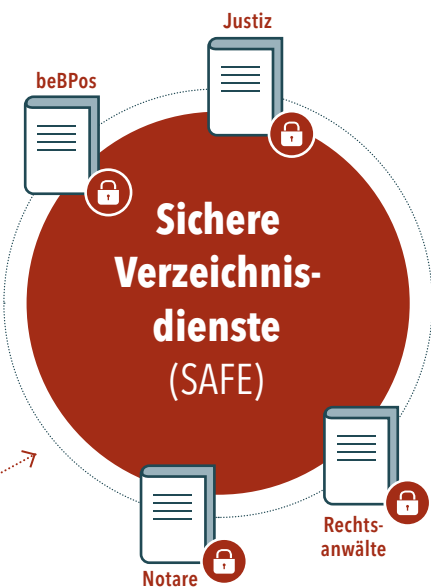 Justiz
beBPos
Sichere
Verzeichnis-
dienste
(SAFE)
Rechts-
anwälte
Notare